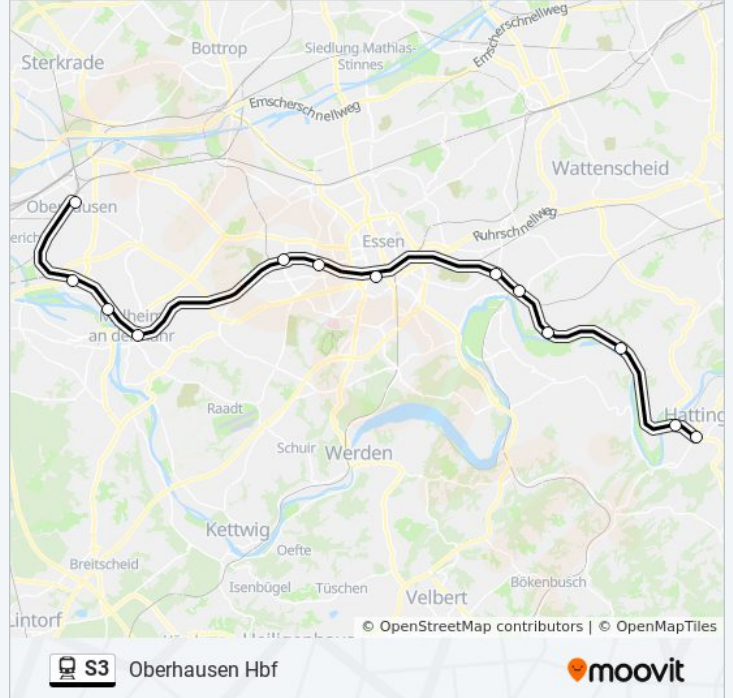 Bottrop
Siedlung Mathias-
Stinnes
Emscherschnellweg
Sterkrade
Emscherschnellweg
Wattenscheid
Oberhausen
Ruhrschnellweg
Essen
an der Ruhr
Raadt
Hatting
Schuir
Werden
Kettwig
Oefte
Breitscheid
Isenbügel
Tüschen
Bökenbusch
Velbert
Lintorf
© OpenStreetMap contributors | © OpenMapTiles
S3 Oberhausen Hbf
moovit